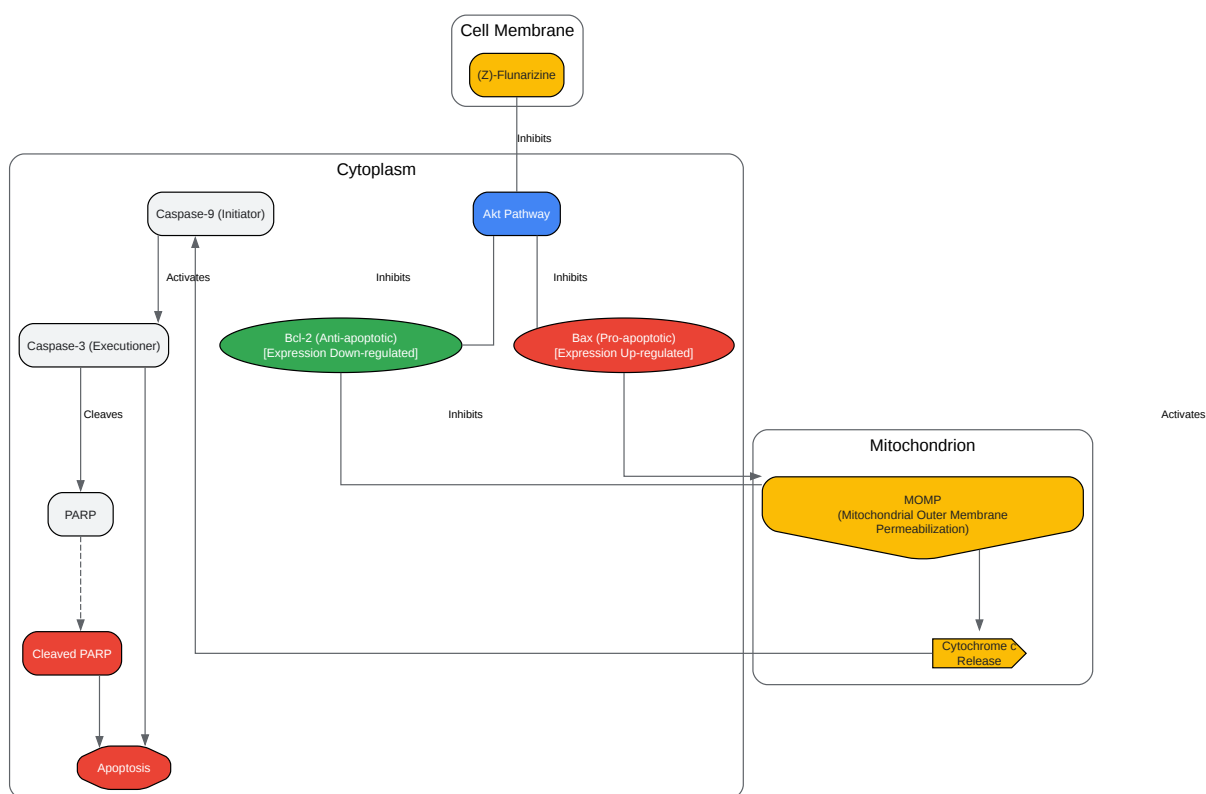 Cell Membrane
(Z)-Flunarizine
Inhibits
Cytoplasm
Caspase-9 (Initiator)
Akt Pathway
Activates
Inhibits
Inhibits
Caspase-3 (Executioner)
Bcl-2 (Anti-apoptotic)
[Expression Down-regulated]
Bax (Pro-apoptotic)
[Expression Up-regulated]
Cleaves
Inhibits
Activates
Mitochondrion
PARP
MOMP
(Mitochondrial Outer Membrane
Permeabilization)
Cleaved PARP
Cytochrome c
Release
Apoptosis